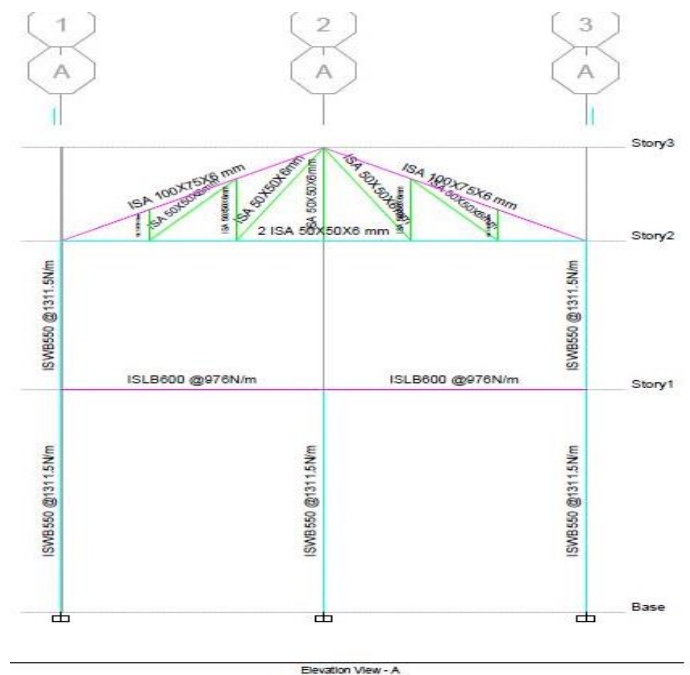 1 2 3
A A A
Story3
ISA 100X75X6 mm
ISA 100X75X6 mm
ISA 50X50X6mm
ISA 50X50X6mm
ISA 50X50X6mm
ISA 50X50X6mm
ISA 50X50X6mm
2 ISA 50X50X6 mm
Story2
ISWB550 @1311.5N/m
ISWB550 @1311.5N/m
ISLB600 @976N/m
ISLB600 @976N/m
Story1
ISWB550 @1311.5N/m
ISWB550 @1311.5N/m
ISWB550 @1311.5N/m
Base
Elevation View - A